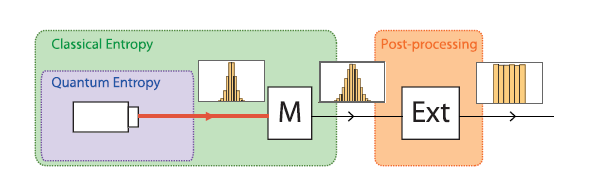 Classical Entropy
Post-processing
Quantum Entropy
M
Ext